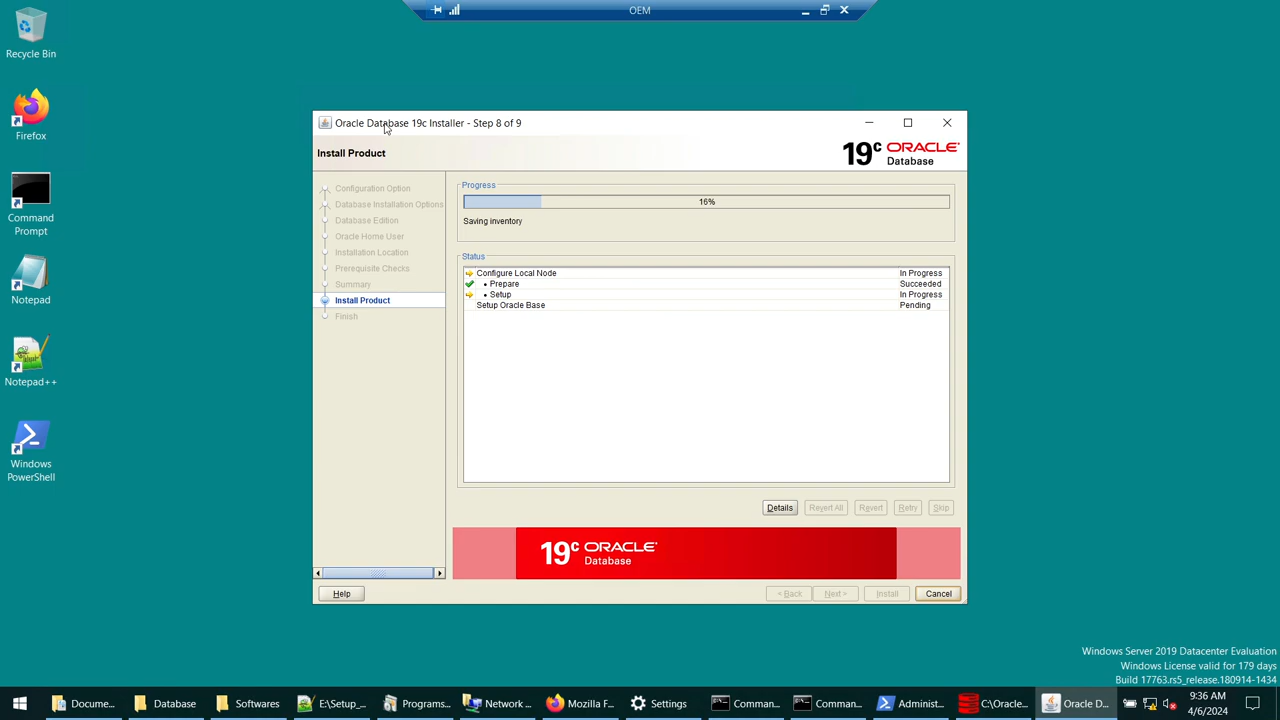 OEM
Recycle Bin
Firefox
Command
Prompt
Notepad
Notepad++
Windows
PowerShell
Oracle Database 19c Installer - Step 8 of 9
Install Product
19c ORACLE
Database
Configuration Option
Database Installation Options
Database Edition
Oracle Home User
Installation Location
Prerequisite Checks
Summary
Install Product
Finish
Progress
16%
Saving inventory
Status
Configure Local Node In Progress
• Prepare Succeeded
• Setup In Progress
Setup Oracle Base Pending
Details Revert All Revert Retry Skip
19c ORACLE
Database
Help < Back Next > Install Cancel
Windows Server 2019 Datacenter Evaluation
Windows License valid for 179 days
Build 17763.rs5_release.180914-1434
Docume... Database Softwares E:\Setup_... Programs... Network ... Mozilla F... Settings Comman... Comman... Administ... C:\Oracle... Oracle D...
9:36 AM
4/6/2024